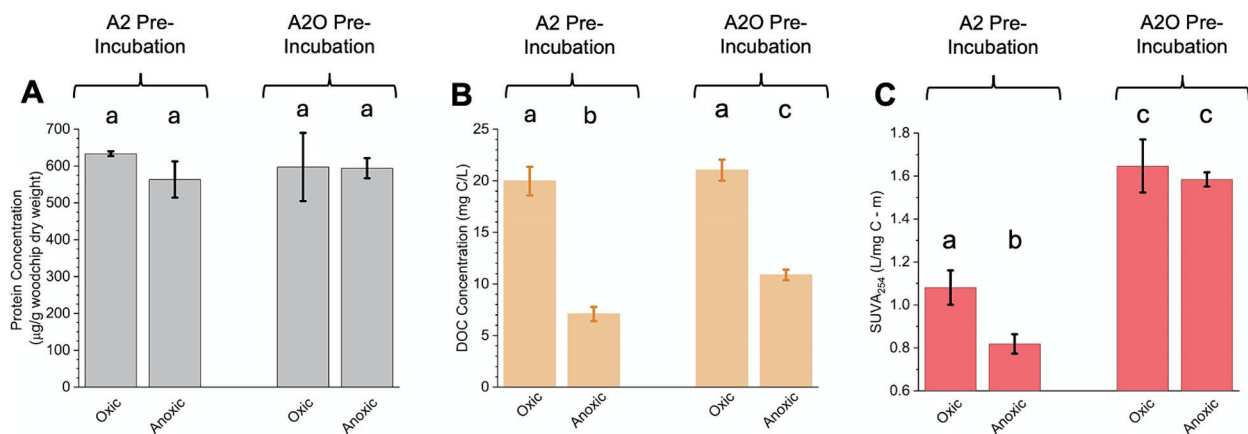 A2 Pre-
Incubation
A2O Pre-
Incubation
A
a
a
a
a
Protein Concentration
(µg/g woodchip dry weight)
700
600
500
400
300
200
100
0
Oxic
Anoxic
Oxic
Anoxic
A2 Pre-
Incubation
A2O Pre-
Incubation
B
a
b
a
c
DOC Concentration (mg C/L)
25
20
15
10
5
0
Oxic
Anoxic
Oxic
Anoxic
A2 Pre-
Incubation
A2O Pre-
Incubation
C
a
b
c
c
SUVA254 (L/mg C - m)
1.8
1.6
1.4
1.2
1.0
0.8
0.6
Oxic
Anoxic
Oxic
Anoxic